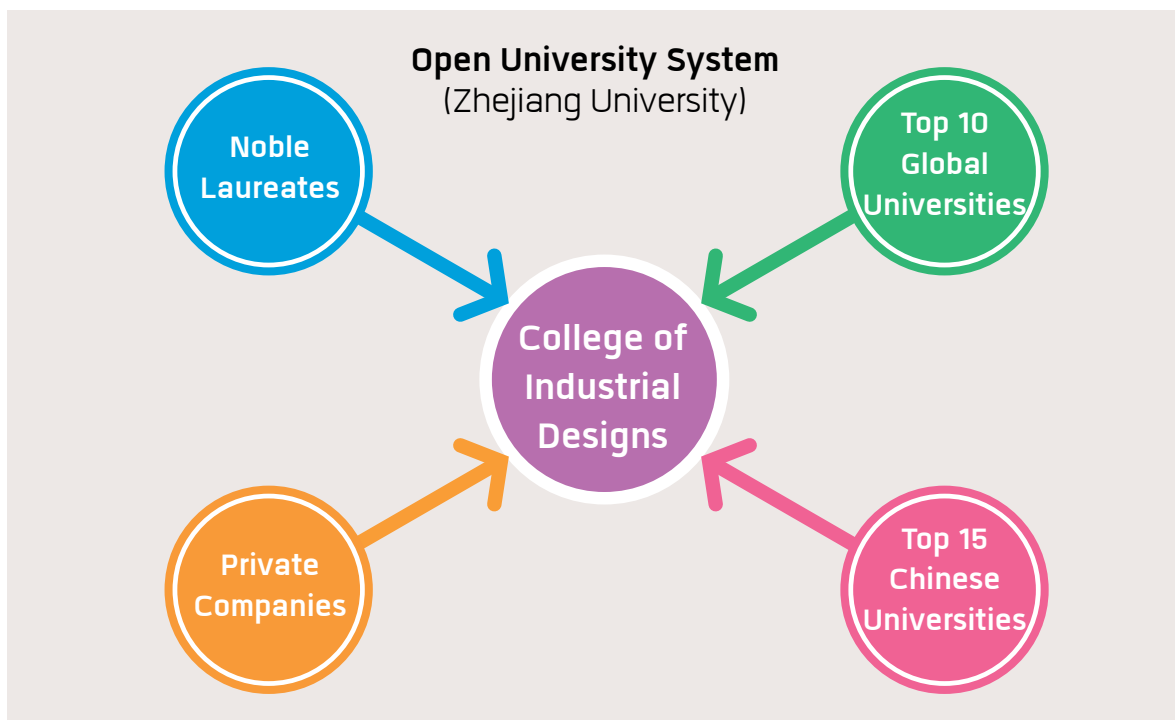 Open University System
(Zhejiang University)
Noble
Laureates
Top 10
Global
Universities
College of
Industrial
Designs
Private
Companies
Top 15
Chinese
Universities